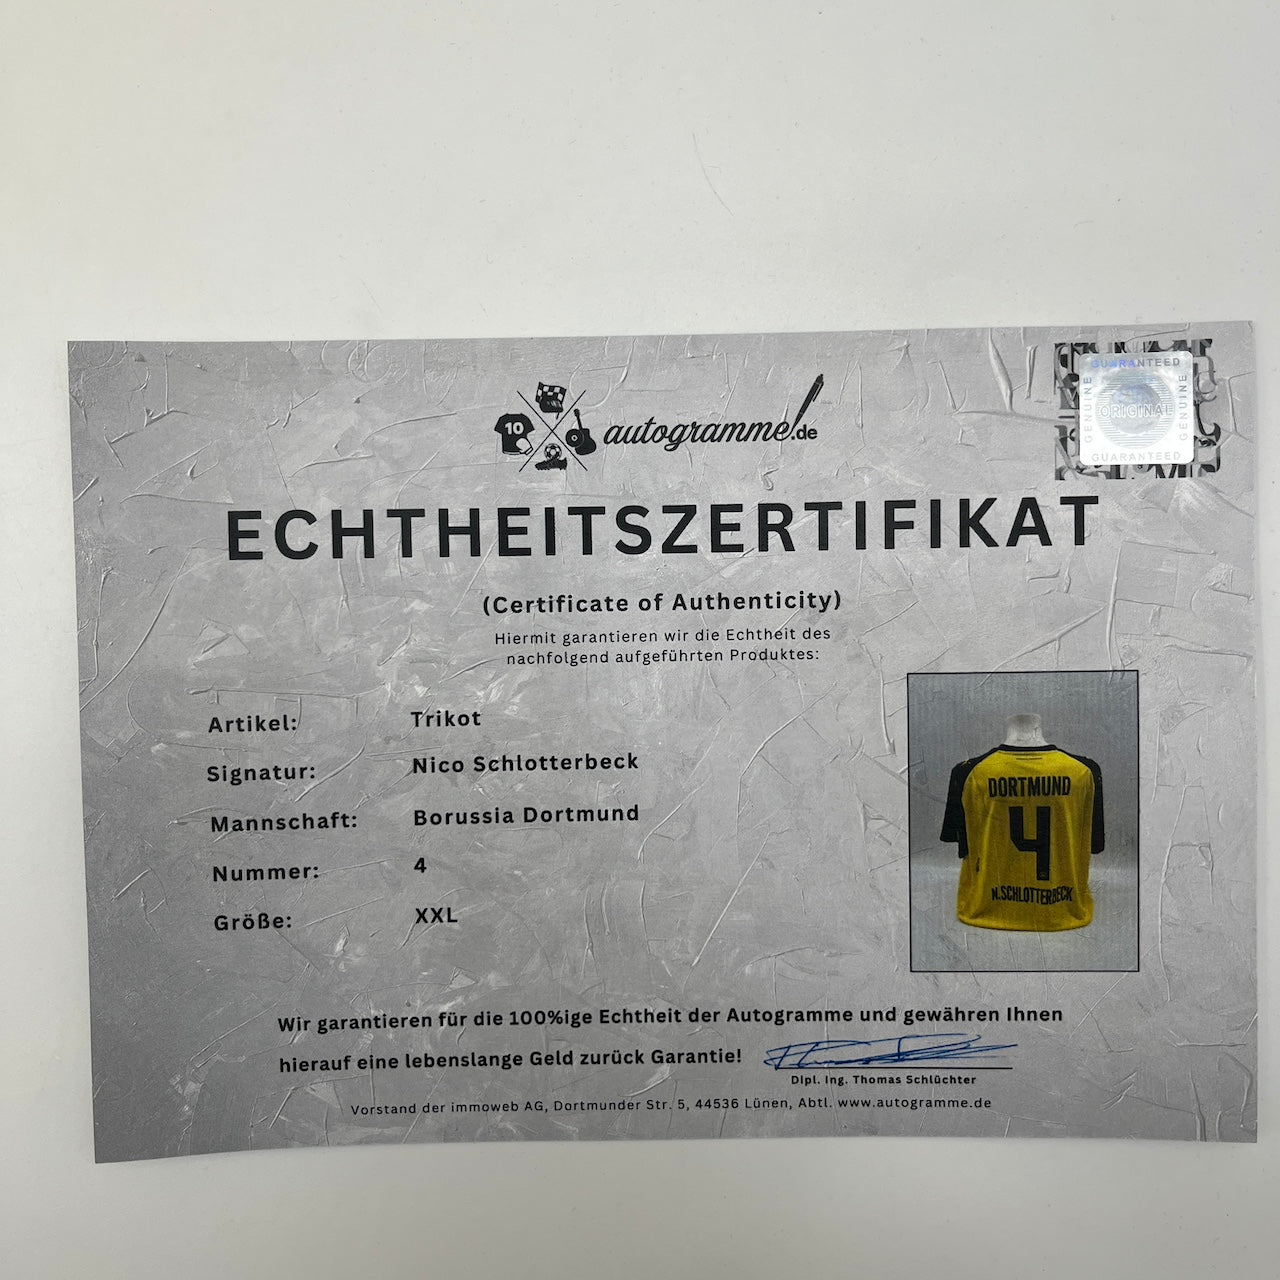 10
autogramme!.de
GUARANTEED
GENUINE
ORIGINAL
GENUINE
GUARANTEED
ECHTHEITSZERTIFIKAT
(Certificate of Authenticity)
Hiermit garantieren wir die Echtheit des
nachfolgend aufgeführten Produktes:
Artikel: Trikot
Signatur: Nico Schlotterbeck
Mannschaft: Borussia Dortmund
Nummer: 4
Größe: XXL
DORTMUND
4
N.SCHLOTTERBECK
Wir garantieren für die 100%ige Echtheit der Autogramme und gewähren Ihnen
hierauf eine lebenslange Geld zurück Garantie!
Dipl. Ing. Thomas Schlüchter
Vorstand der immoweb AG, Dortmunder Str. 5, 44536 Lünen, Abtl. www.autogramme.de